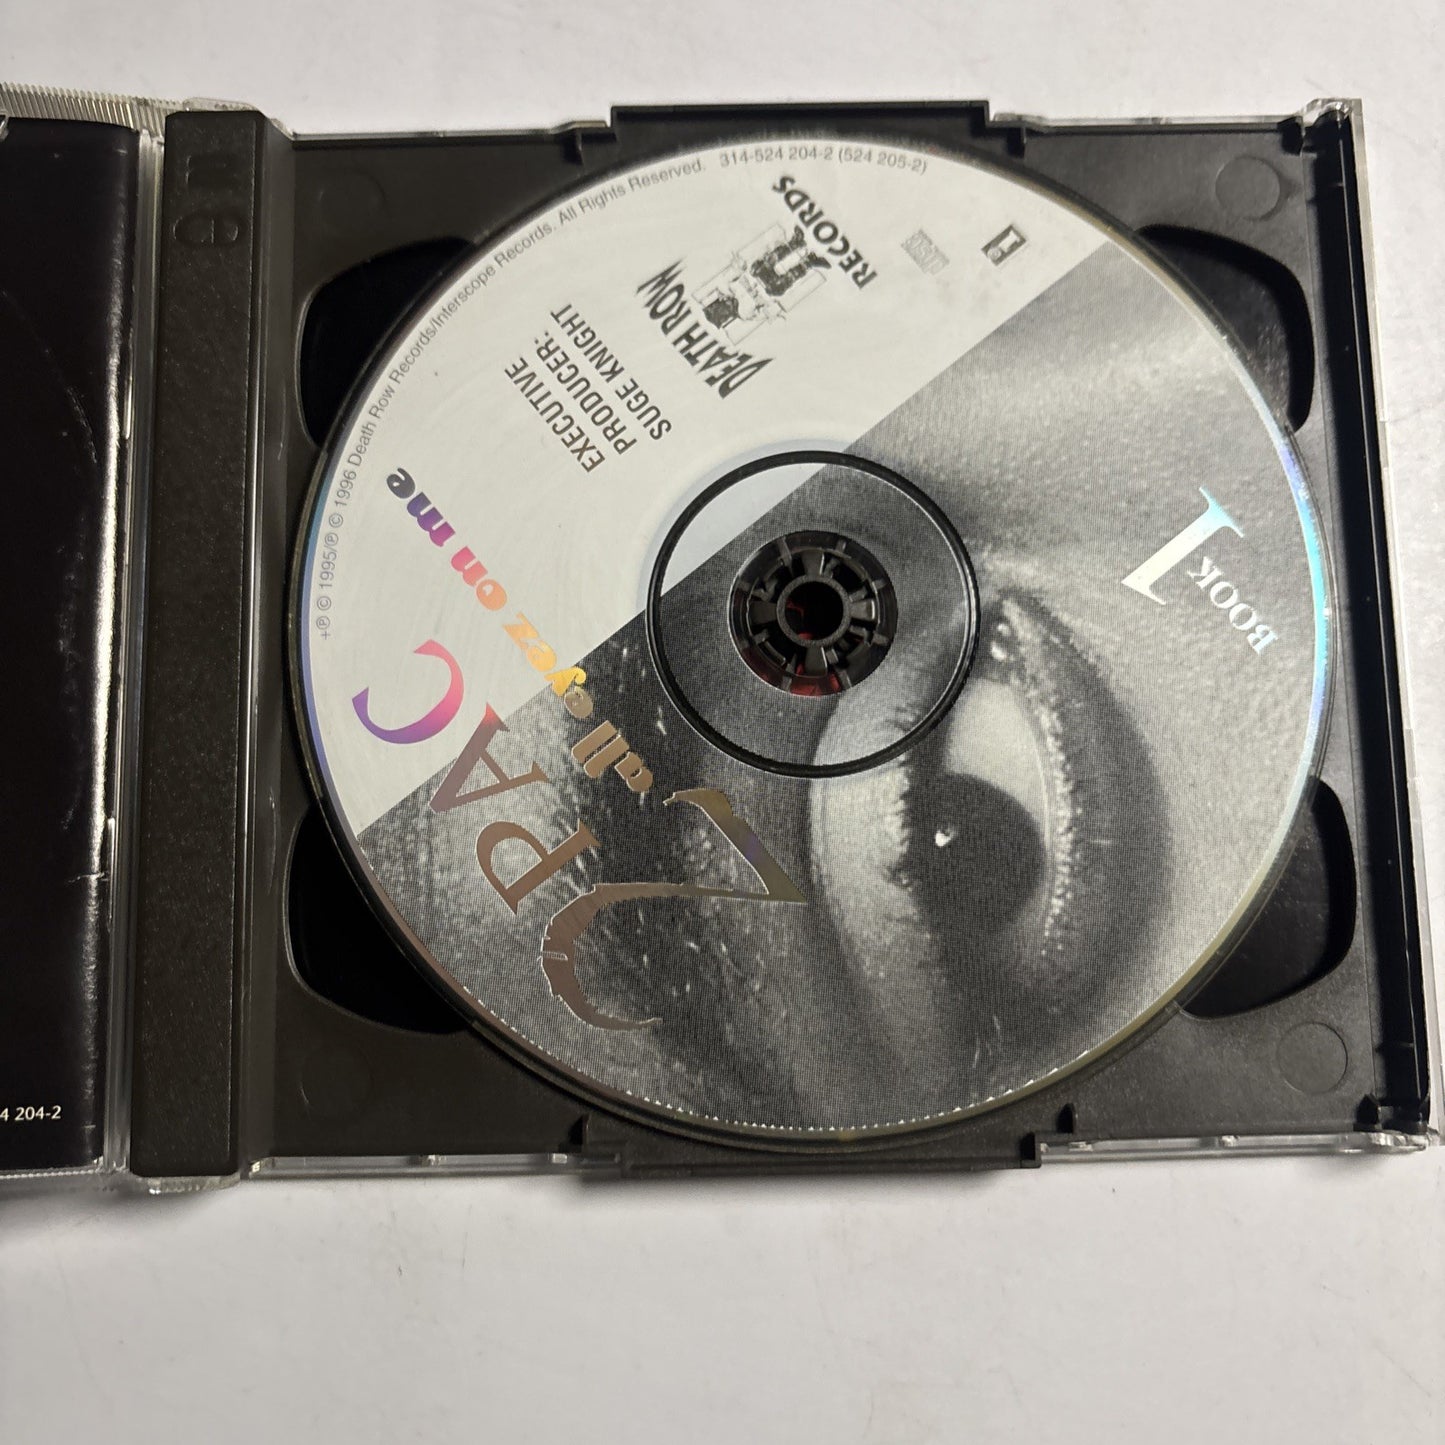 2PAC
all eyez on me
EXECUTIVE
PRODUCER:
SUGE KNIGHT
DEATH ROW
RECORDS
BOOK
1
+℗ © 1995/℗ © 1996 Death Row Records/Interscope Records. All Rights Reserved. 314-524 204-2 (524 205-2)
4 204-2